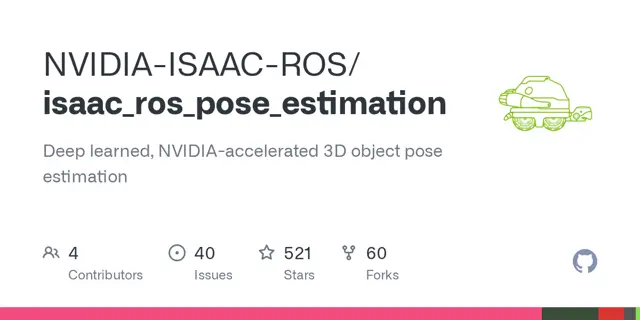 NVIDIA-ISAAC-ROS/
isaac_ros_pose_estimation
Deep learned, NVIDIA-accelerated 3D object pose
estimation
4
Contributors
40
Issues
521
Stars
60
Forks